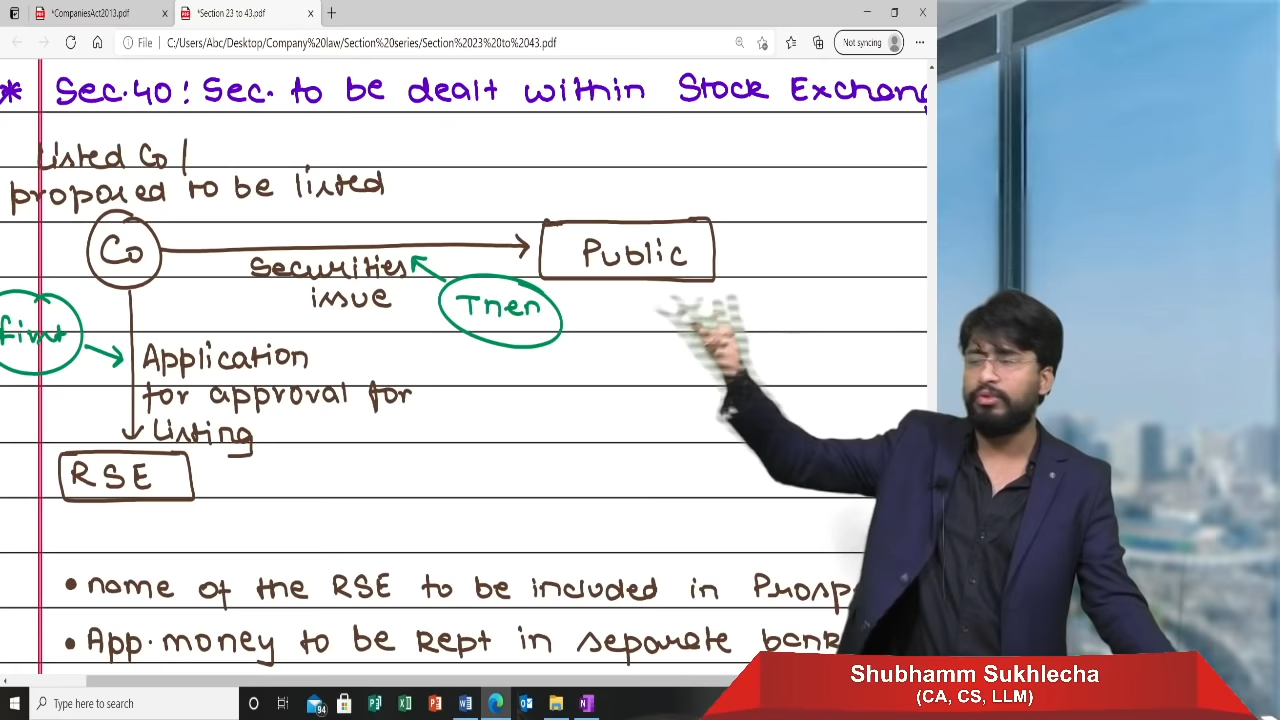 *CompaniesAct2013.pdf
*Section 23 to 43.pdf
File
C:/Users/Abc/Desktop/Company%20law/Section%20series/Section%2023%20to%2043.pdf
Not syncing
* Sec.40: Sec. to be dealt within Stock Exchang
Listed Co /
proposed to be listed
Co
Public
Securities
issue
Then
first
Application
for approval for
Listing
RSE
• name of the RSE to be included in Prosp
• App. money to be kept in separate bank
Shubhamm Sukhlecha
(CA, CS, LLM)
Type here to search
94